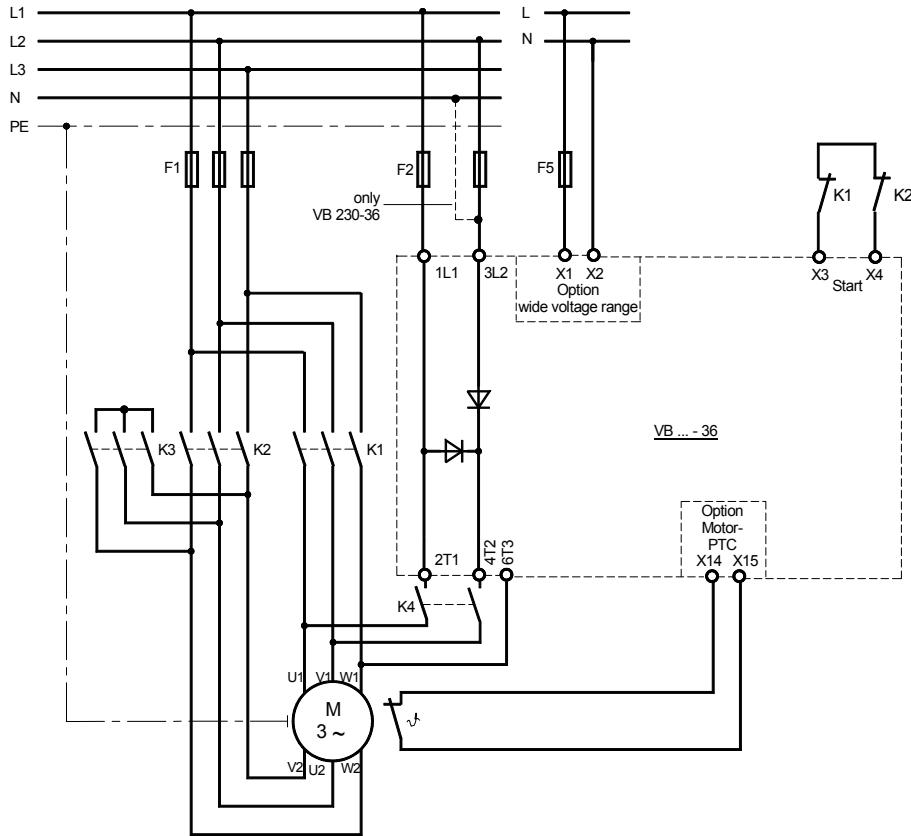 L1
L2
L3
N
PE
L
N
F1
F2
F5
only
VB 230-36
K1
K2
1L1
3L2
X1
X2
Option
wide voltage range
X3
X4
Start
K3
K2
K1
VB ... - 36
Option
Motor-
PTC
X14
X15
2T1
4T2
6T3
K4
U1
V1
W1
M
3 ~
ϑ
V2
U2
W2